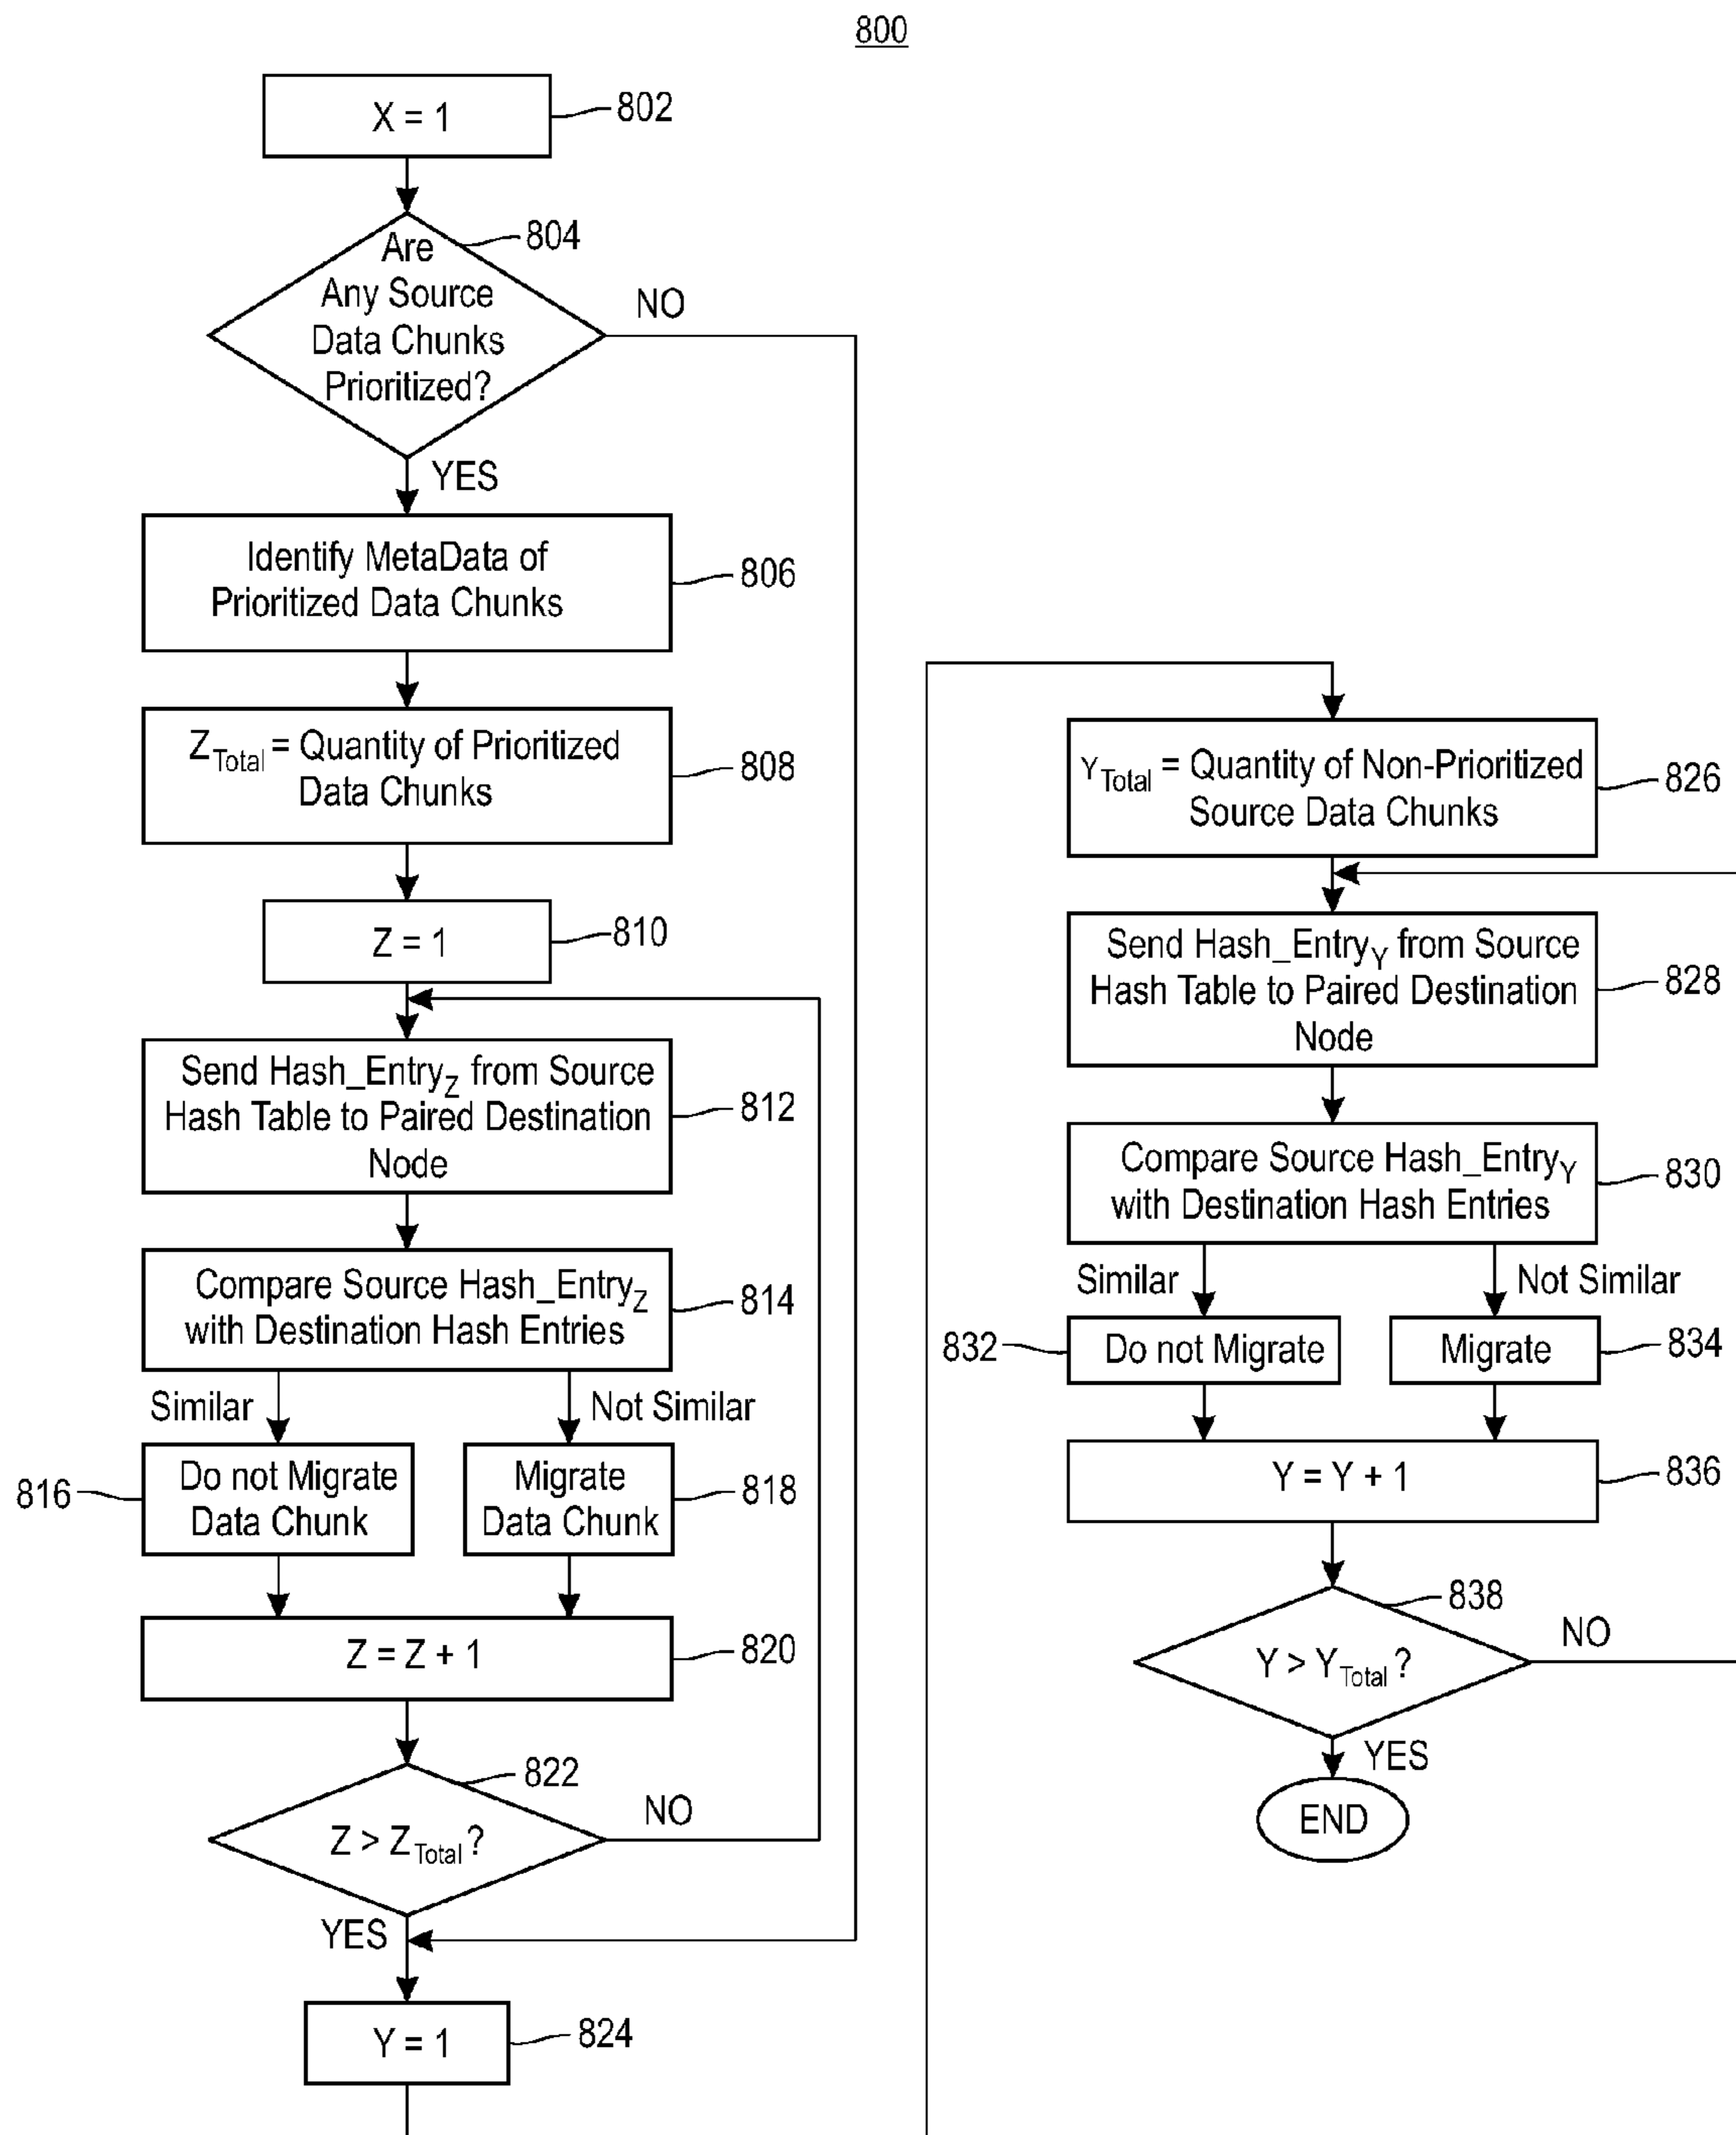 800
X = 1
802
Are
Any Source
Data Chunks
Prioritized?
804
NO
YES
Identify MetaData of
Prioritized Data Chunks
806
Z Total = Quantity of Prioritized
Data Chunks
808
Z = 1
810
Send Hash_EntryZ from Source
Hash Table to Paired Destination
Node
812
Compare Source Hash_EntryZ
with Destination Hash Entries
814
Similar
Not Similar
816
Do not Migrate
Data Chunk
Migrate
Data Chunk
818
Z = Z + 1
820
822
Z > Z Total ?
NO
YES
Y = 1
824
Y Total = Quantity of Non-Prioritized
Source Data Chunks
826
Send Hash_EntryY from Source
Hash Table to Paired Destination
Node
828
Compare Source Hash_EntryY
with Destination Hash Entries
830
Similar
Not Similar
832
Do not Migrate
Migrate
834
Y = Y + 1
836
838
Y > Y Total ?
NO
YES
END